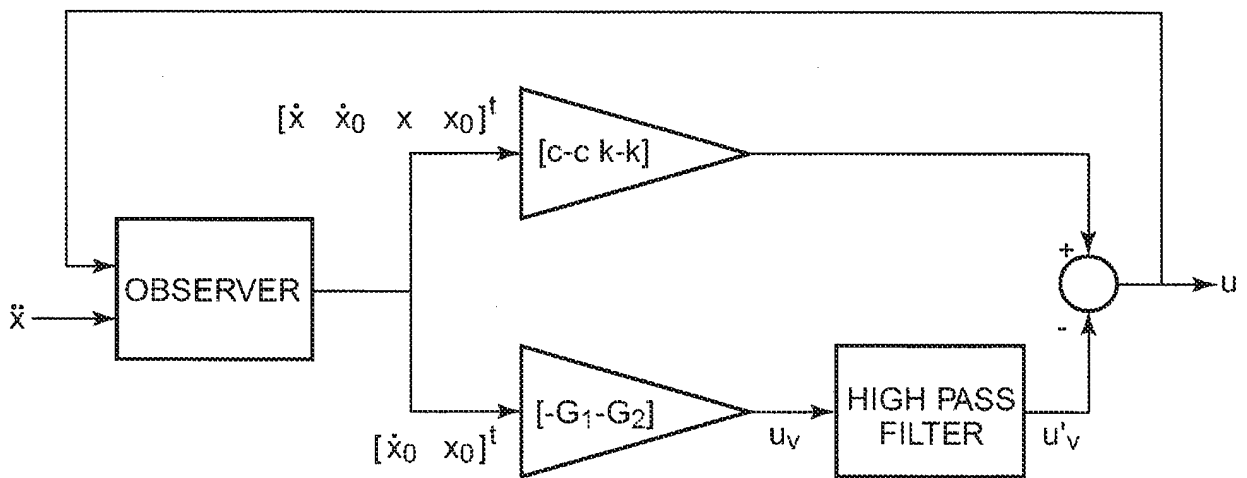 [ẋ ẋ₀ x x₀]ᵗ
[c-c k-k]
+
OBSERVER
ẍ
u
-
[-G₁-G₂]
HIGH PASS
FILTER
[ẋ₀ x₀]ᵗ
uᵥ
u'ᵥ